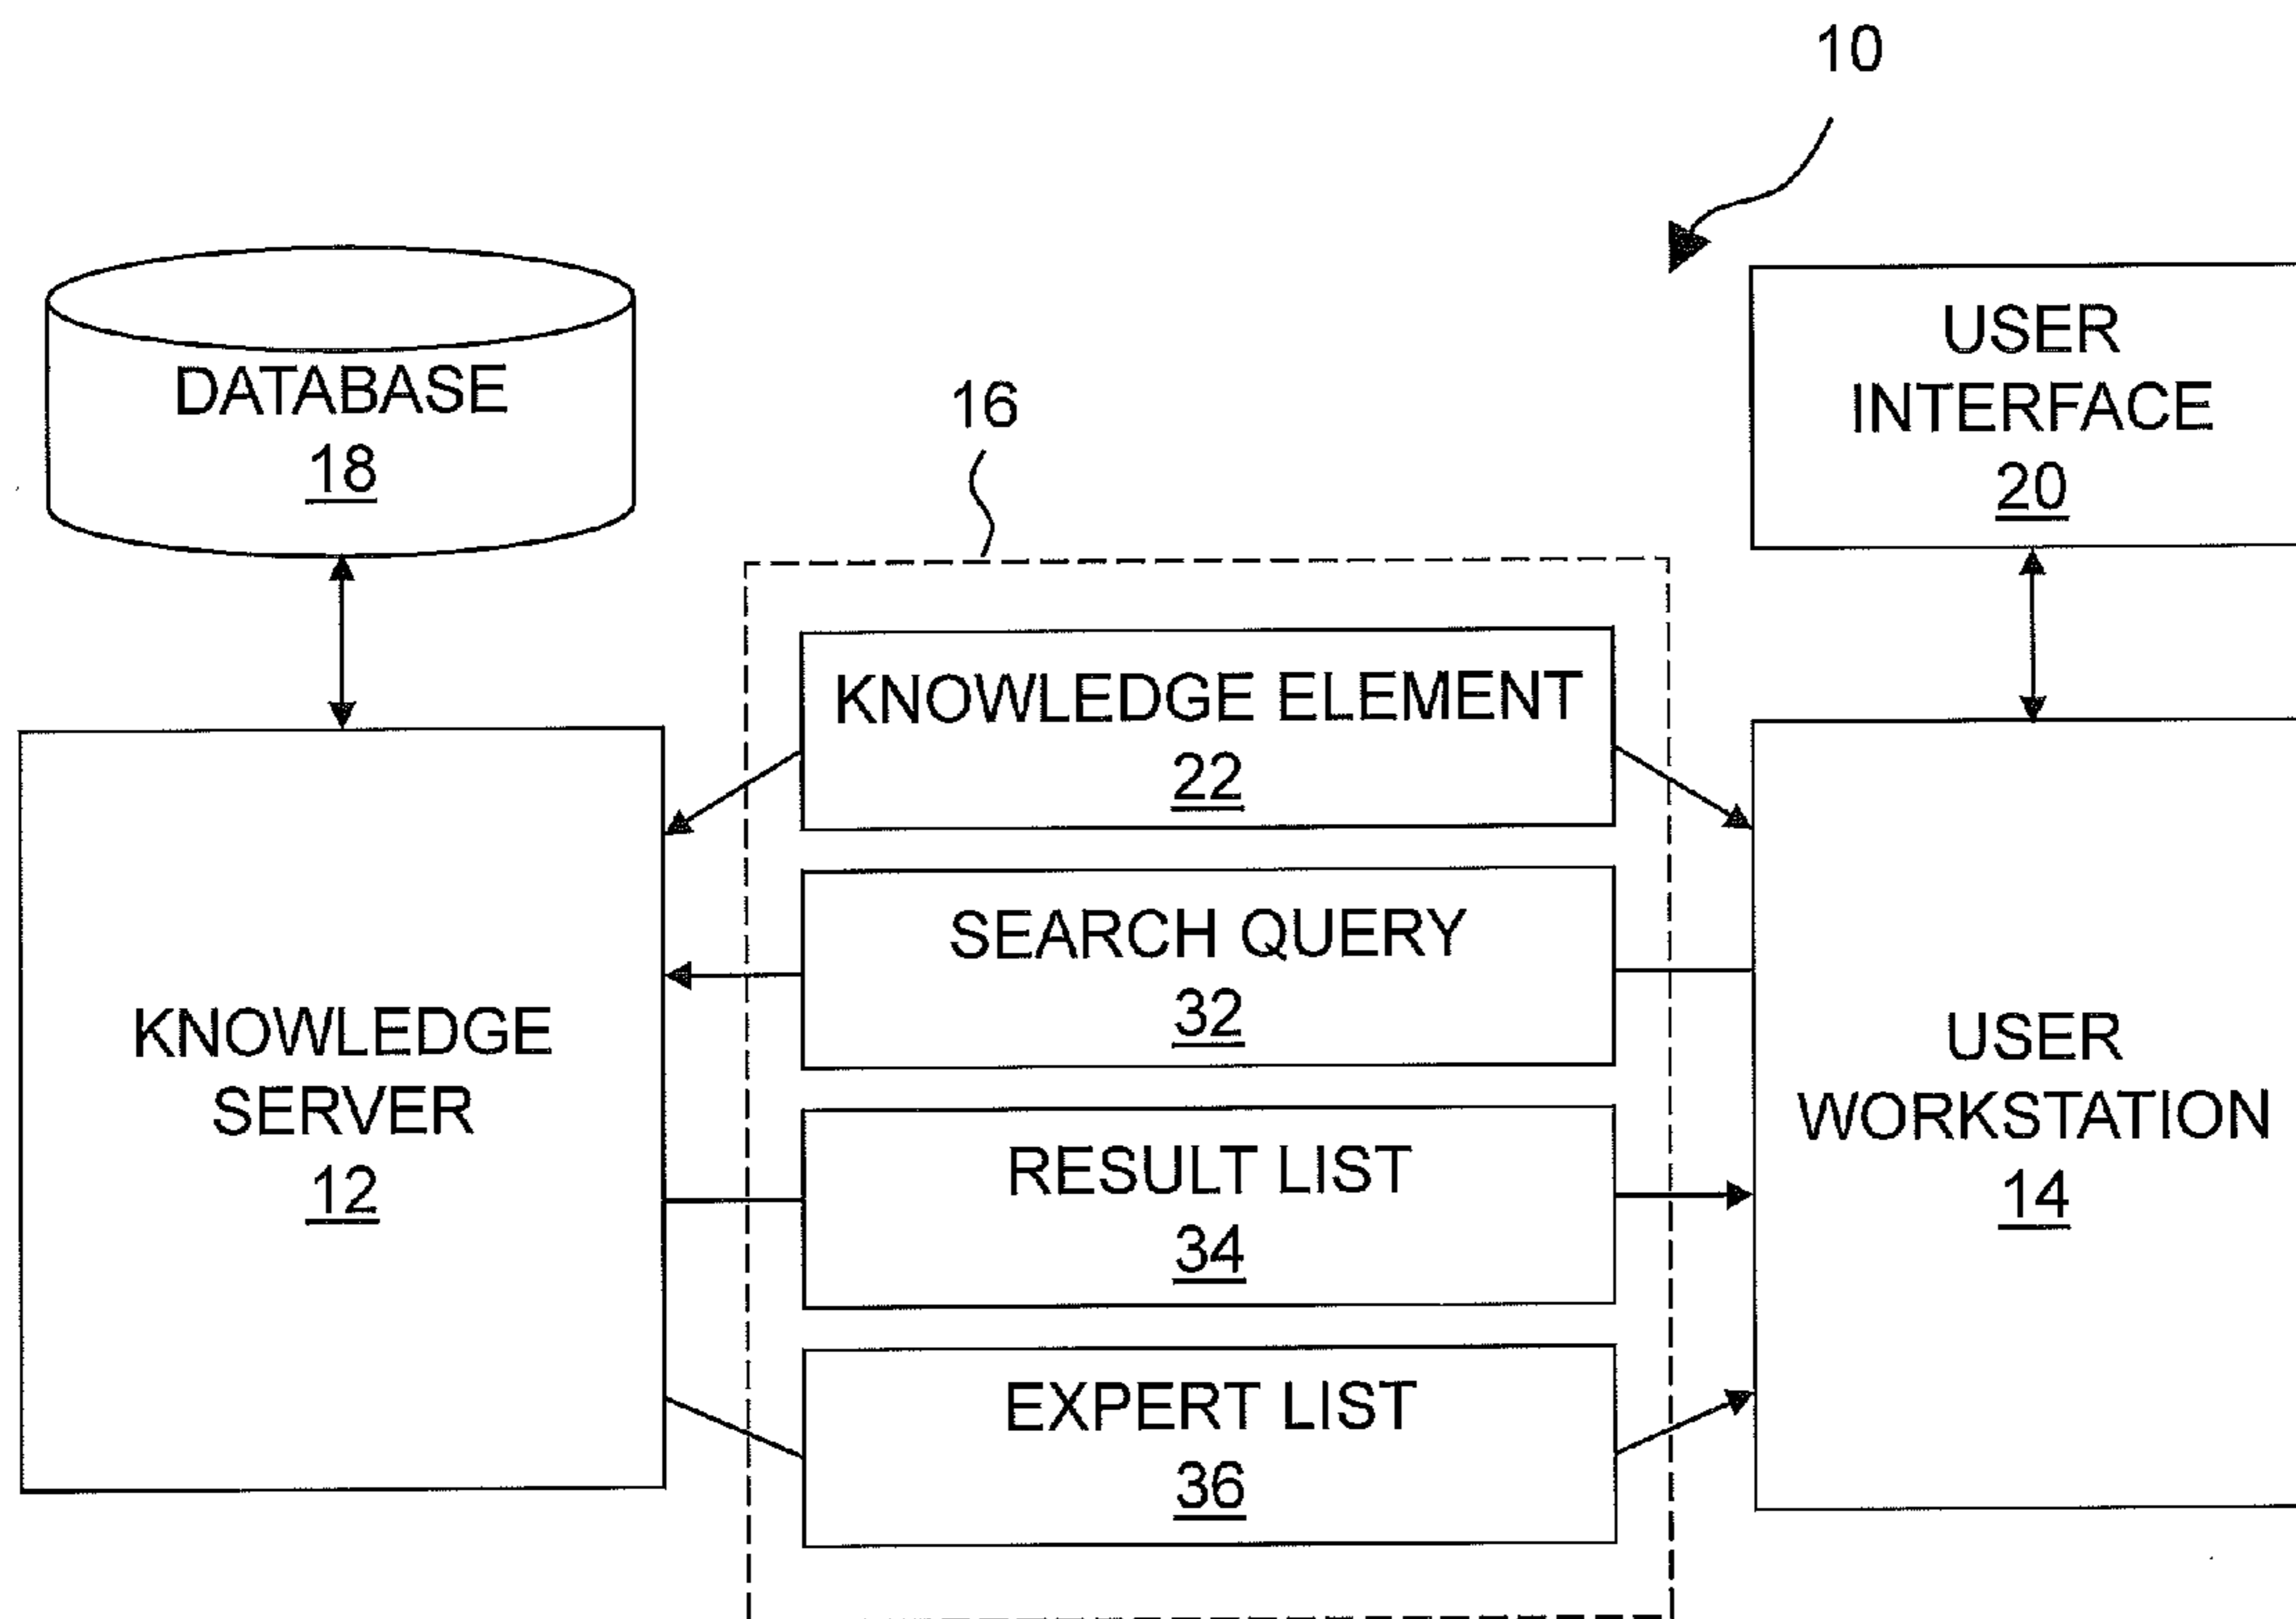 10
DATABASE
18
16
USER
INTERFACE
20
KNOWLEDGE ELEMENT
22
SEARCH QUERY
32
RESULT LIST
34
EXPERT LIST
36
KNOWLEDGE
SERVER
12
USER
WORKSTATION
14